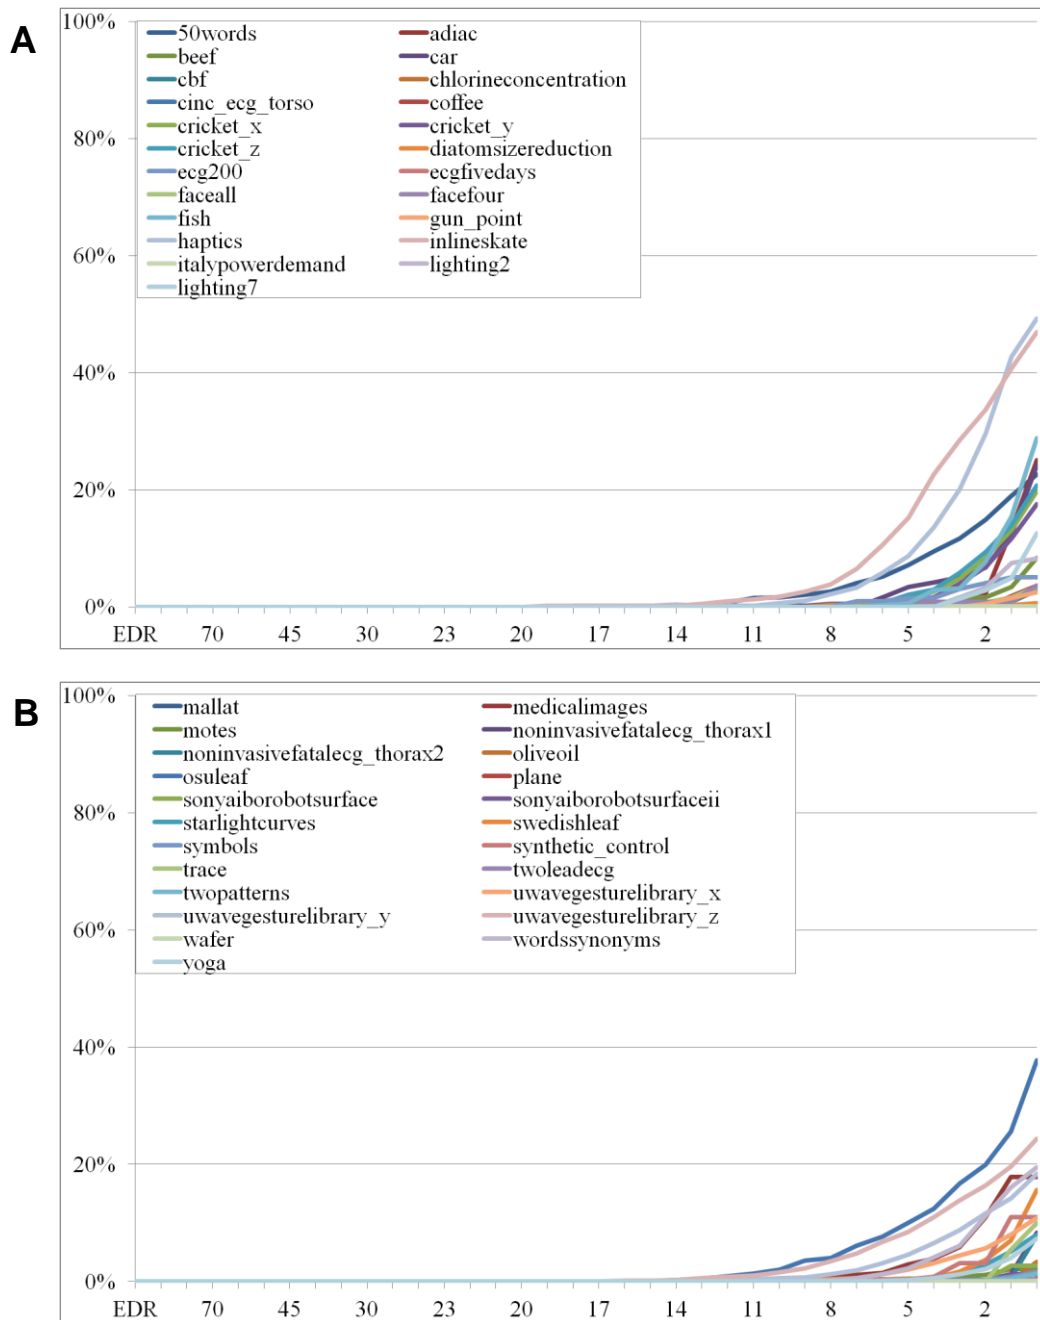 A
100%
80%
60%
40%
20%
0%
50words adiac
beef car
cbf chlorineconcentration
cinc_ecg_torso coffee
cricket_x cricket_y
cricket_z diatomsizereduction
ecg200 ecgfivedays
faceall facefour
fish gun_point
haptics inlineskate
italypowerdemand lighting2
lighting7
EDR 70 45 30 23 20 17 14 11 8 5 2
B
100%
80%
60%
40%
20%
0%
mallat medicalimages
motes noninvasivefatalecg_thorax1
noninvasivefatalecg_thorax2 oliveoil
osuleaf plane
sonyaiborobotsurface sonyaiborobotsurfaceii
starlightcurves swedishleaf
symbols synthetic_control
trace twoleadecg
twopatterns uwavegesturelibrary_x
uwavegesturelibrary_y uwavegesturelibrary_z
wafer wordssynonyms
yoga
EDR 70 45 30 23 20 17 14 11 8 5 2